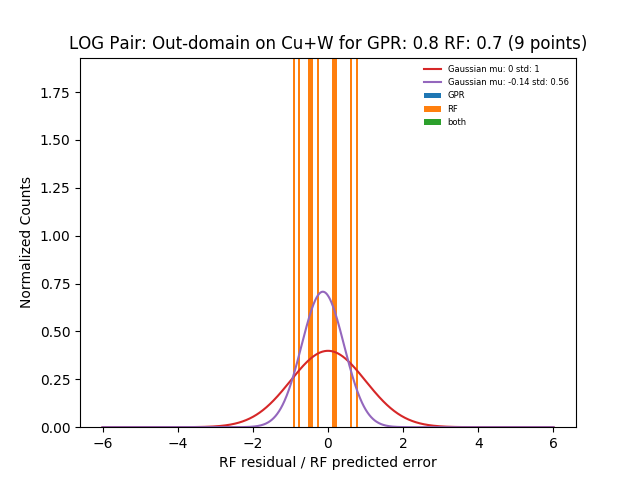 LOG Pair: Out-domain on Cu+W for GPR: 0.8 RF: 0.7 (9 points)
Gaussian mu: 0 std: 1
Gaussian mu: -0.14 std: 0.56
GPR
RF
both
Normalized Counts
1.75
1.50
1.25
1.00
0.75
0.50
0.25
0.00
−6 −4 −2 0 2 4 6
RF residual / RF predicted error